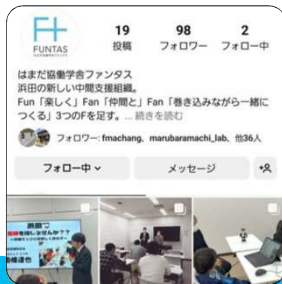 FUNTAS
19
98
2
投稿
フォロワー
フォロー中
はまだ協働学舎ファンタス
浜田の新しい中間支援組織。
Fun「楽しく」Fan「仲間と」Fan「巻き込みながら一緒に
つくる」3つのFを足す。... 続きを読む
フォロワー: fmachang、marubaramachi_lab、他36人
フォロー中
メッセージ
浜田で